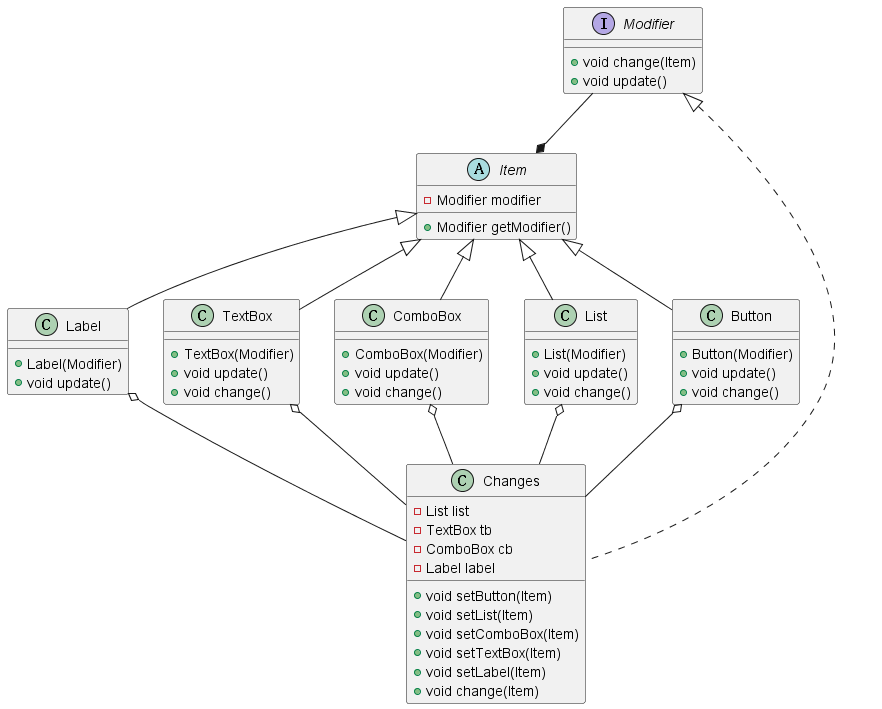 I Modifier
void change(Item)
void update()
A Item
Modifier modifier
Modifier getModifier()
C Label
Label(Modifier)
void update()
C TextBox
TextBox(Modifier)
void update()
void change()
C ComboBox
ComboBox(Modifier)
void update()
void change()
C List
List(Modifier)
void update()
void change()
C Button
Button(Modifier)
void update()
void change()
C Changes
List list
TextBox tb
ComboBox cb
Label label
void setButton(Item)
void setList(Item)
void setComboBox(Item)
void setTextBox(Item)
void setLabel(Item)
void change(Item)